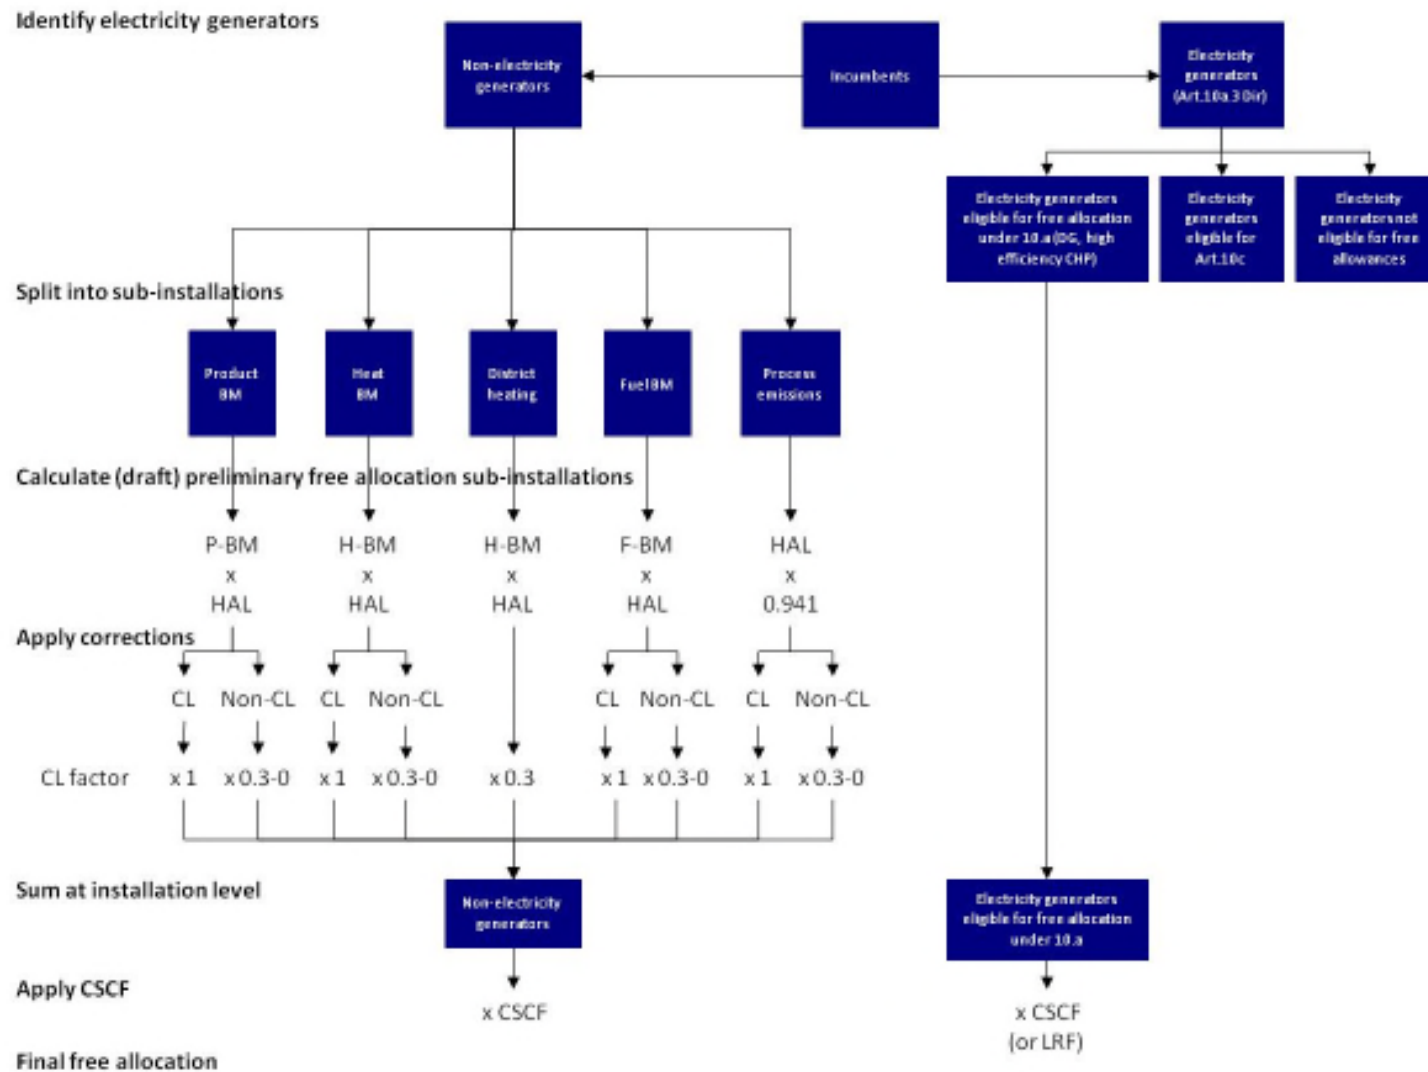 Identify electricity generators
Non-electricity
generators
Incumbents
Electricity
generators
(Art.10a.3 Dir)
Electricity generators
eligible for free allocation
under 10.a (DG, high
efficiency CHP)
Electricity
generators
eligible for
Art.10c
Electricity
generators not
eligible for free
allowances
Split into sub-installations
Product
BM
Heat
BM
District
heating
Fuel BM
Process
emissions
Calculate (draft) preliminary free allocation sub-installations
P-BM
x
HAL
H-BM
x
HAL
H-BM
x
HAL
F-BM
x
HAL
HAL
x
0.941
Apply corrections
CL Non-CL CL Non-CL CL Non-CL CL Non-CL
CL factor x 1 x 0.3-0 x 1 x 0.3-0 x 0.3 x 1 x 0.3-0 x 1 x 0.3-0
Sum at installation level
Non-electricity
generators
Electricity generators
eligible for free allocation
under 10.a
Apply CSCF
x CSCF
x CSCF
(or LRF)
Final free allocation